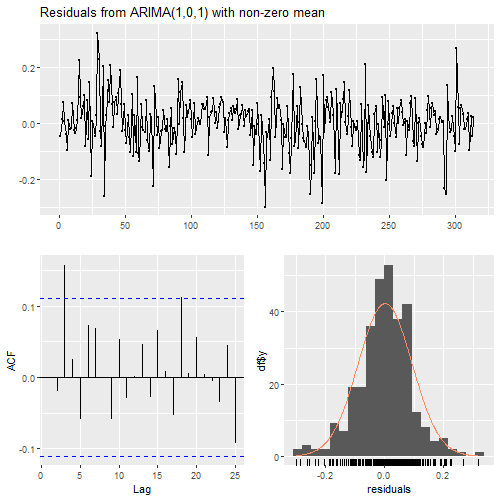 Residuals from ARIMA(1,0,1) with non-zero mean
0.2
0.0
-0.2
0 50 100 150 200 250 300
ACF
0.1
0.0
-0.1
0 5 10 15 20 25
Lag
df$y
40
20
0
-0.2 0.0 0.2
residuals